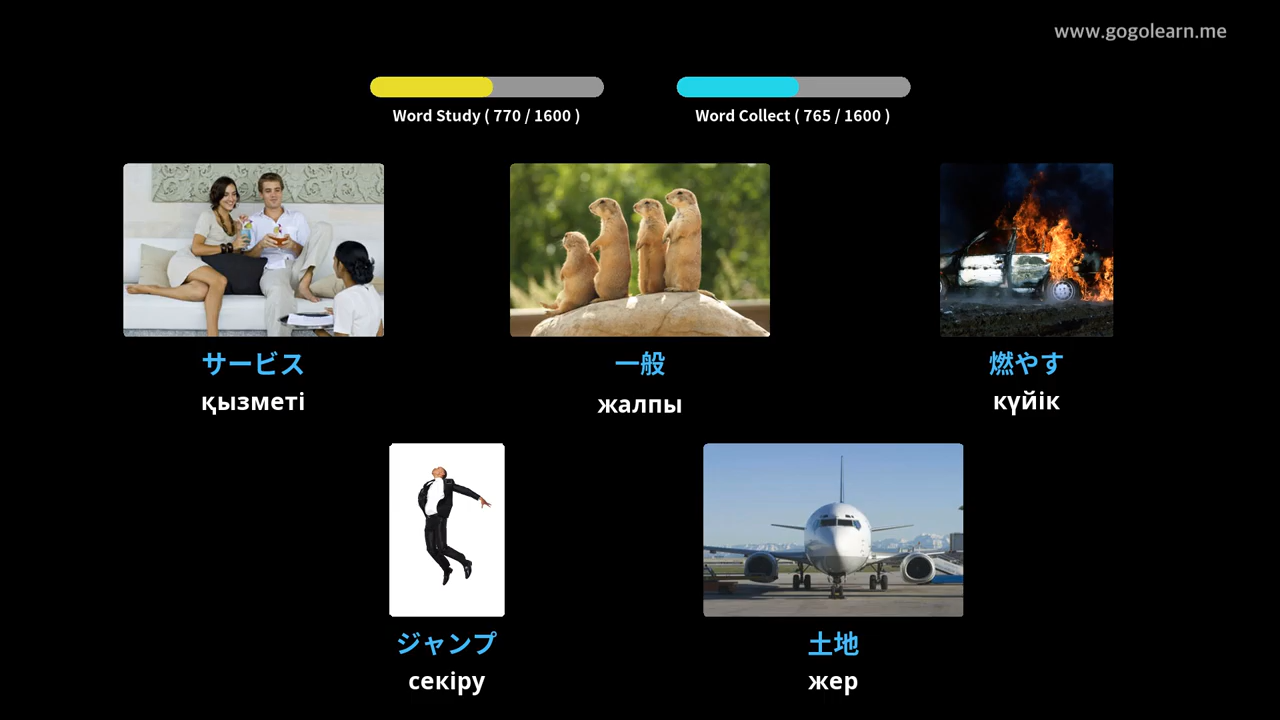 www.gogolearn.me
Word Study ( 770 / 1600 )
Word Collect ( 765 / 1600 )
サービス
қызметі
一般
жалпы
燃やす
күйік
ジャンプ
секіру
土地
жер